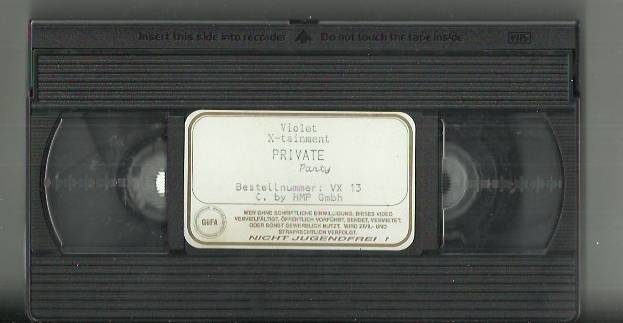 Insert this side into recorder Do not touch the tape inside VHS
Violet
X-tainment
PRIVATE
Party
Bestellnummer: VX 13
C. by HMP Gmbh
GÜFA
WER OHNE SCHRIFTLICHE EINWILLIGUNG, DIESES VIDEO
VERVIELFÄLTIGT, ÖFFENTLICH VORFÜHRT, SENDET, VERMIETET,
ODER SONST GEWERBLICH NUTZT, WIRD ZIVIL- UND
STRAFRECHTLICH VERFOLGT.
NICHT JUGENDFREI !